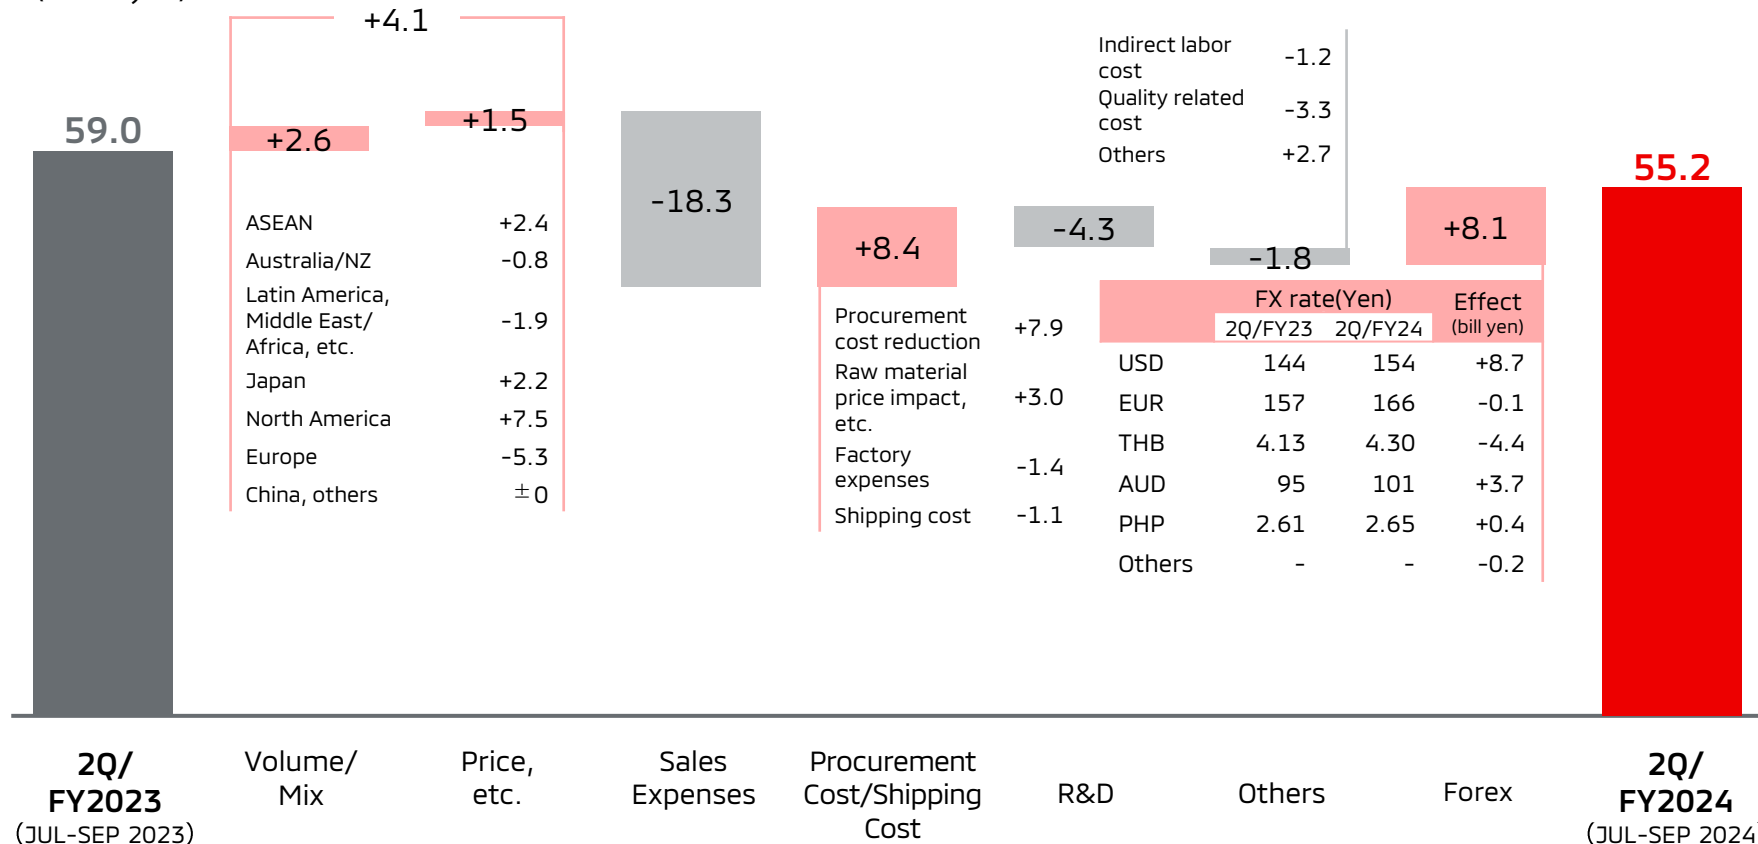 +4.1
59.0
+2.6
+1.5
ASEAN +2.4
Australia/NZ -0.8
Latin America,
Middle East/ -1.9
Africa, etc.
Japan +2.2
North America +7.5
Europe -5.3
China, others ±0
-18.3
+8.4
Procurement
cost reduction +7.9
Raw material
price impact, +3.0
etc.
Factory
expenses -1.4
Shipping cost -1.1
-4.3
Indirect labor
cost -1.2
Quality related
cost -3.3
Others +2.7
-1.8
+8.1
FX rate(Yen) Effect
2Q/FY23 2Q/FY24 (bill yen)
USD 144 154 +8.7
EUR 157 166 -0.1
THB 4.13 4.30 -4.4
AUD 95 101 +3.7
PHP 2.61 2.65 +0.4
Others - - -0.2
55.2
2Q/
FY2023
(JUL-SEP 2023)
Volume/
Mix
Price,
etc.
Sales
Expenses
Procurement
Cost/Shipping
Cost
R&D
Others
Forex
2Q/
FY2024
(JUL-SEP 2024)